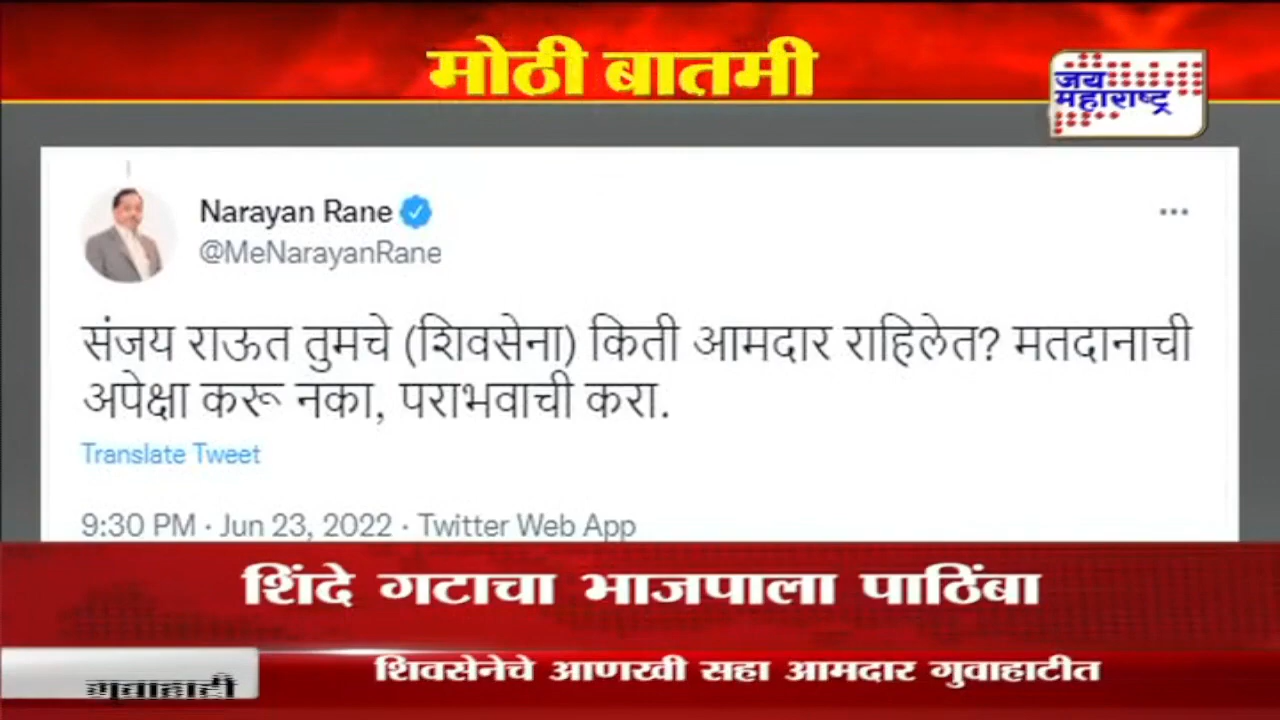 मोठी बातमी
जय
महाराष्ट्र
Narayan Rane
@MeNarayanRane
संजय राऊत तुमचे (शिवसेना) किती आमदार राहिलेत? मतदानाची
अपेक्षा करू नका, पराभवाची करा.
Translate Tweet
9:30 PM · Jun 23, 2022 · Twitter Web App
शिंदे गटाचा भाजपाला पाठिंबा
शिवसेनेचे आणखी सहा आमदार गुवाहाटीत
गुवाहाटी